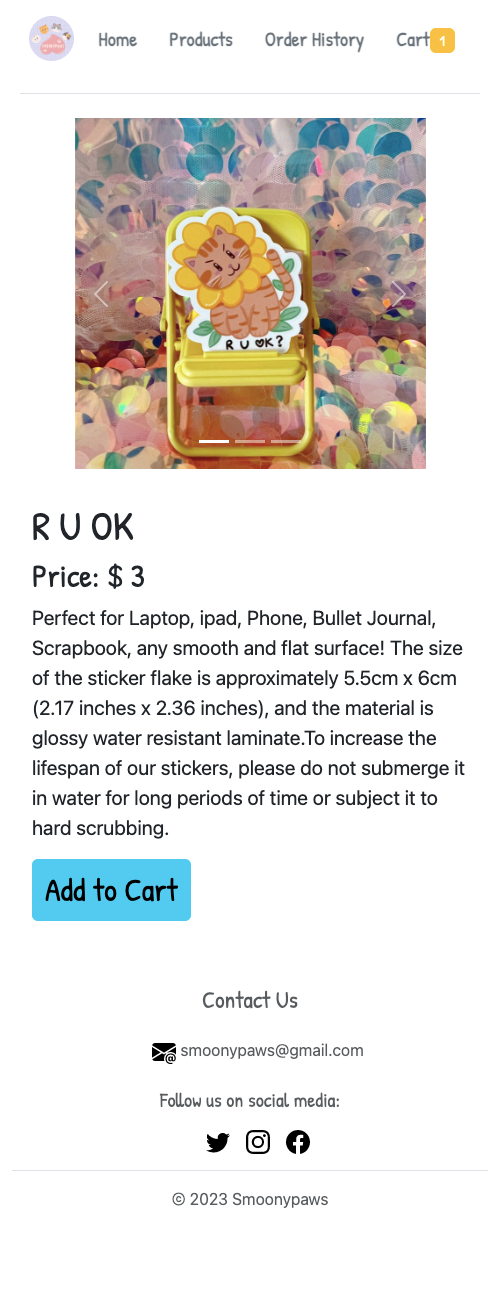 Home Products Order History Cart 1
R U OK?
R U OK
Price: $ 3
Perfect for Laptop, ipad, Phone, Bullet Journal,
Scrapbook, any smooth and flat surface! The size
of the sticker flake is approximately 5.5cm x 6cm
(2.17 inches x 2.36 inches), and the material is
glossy water resistant laminate.To increase the
lifespan of our stickers, please do not submerge it
in water for long periods of time or subject it to
hard scrubbing.
Add to Cart
Contact Us
smoonypaws@gmail.com
Follow us on social media:
© 2023 Smoonypaws